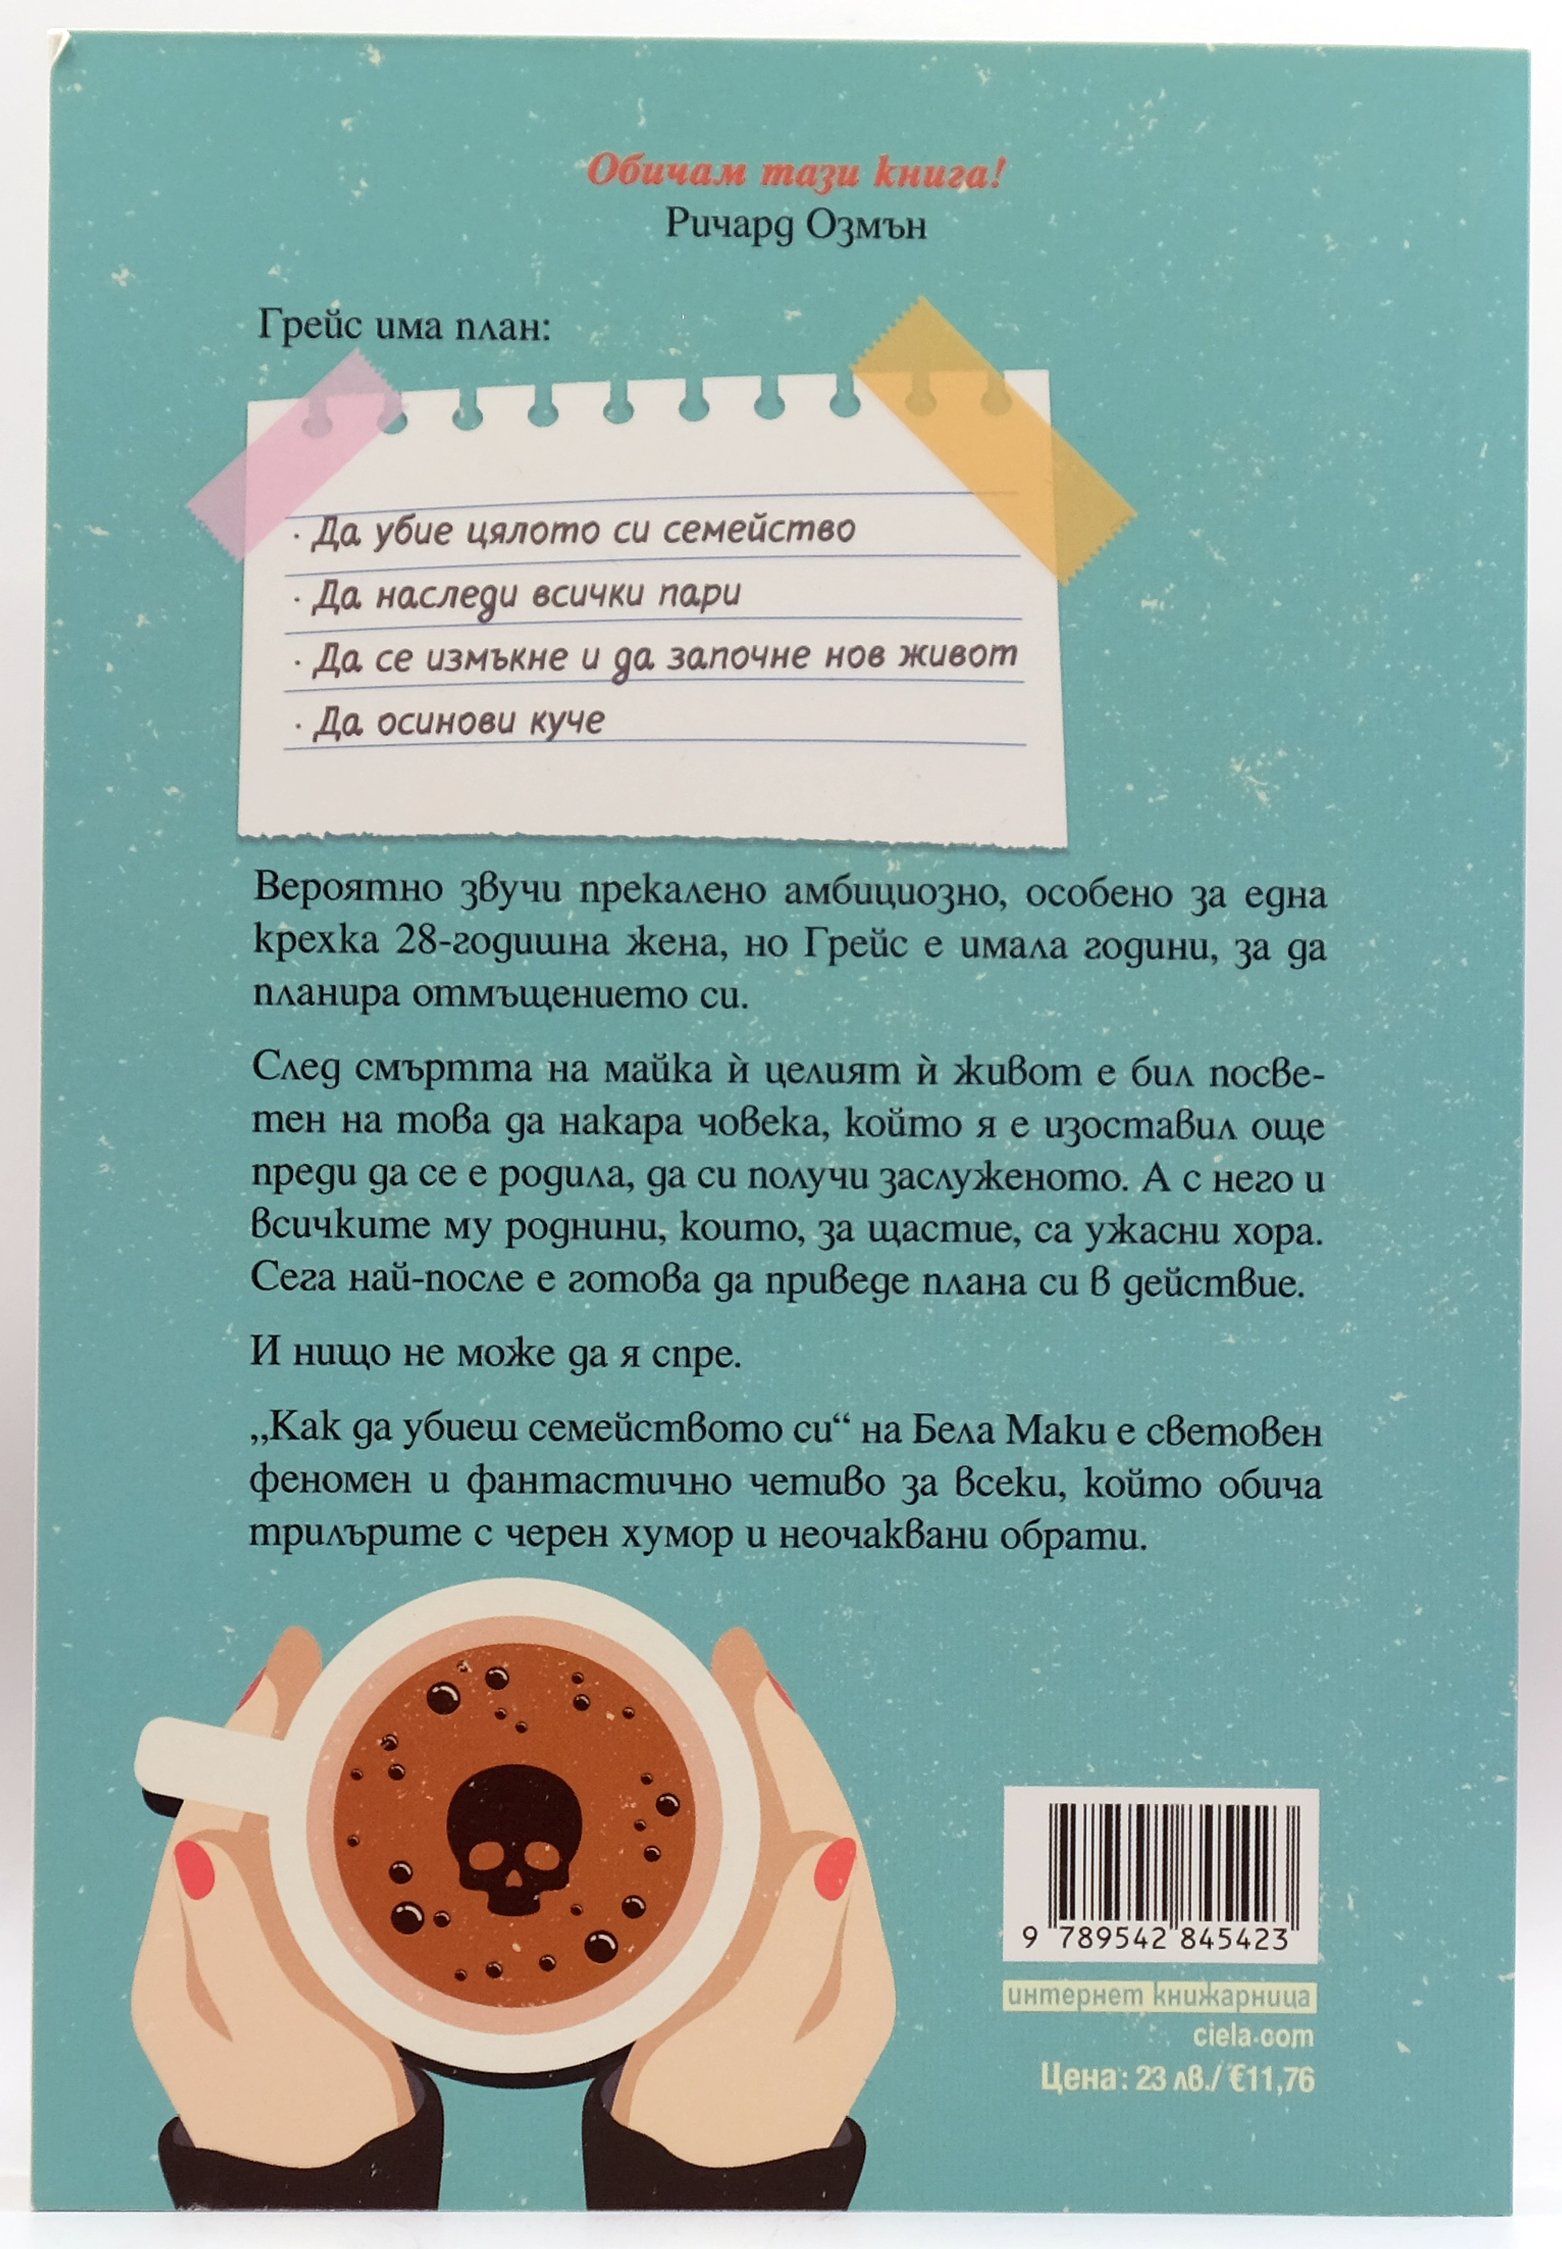 Обичам тази книга!
Ричард Озмън
Грейс има план:
· Да убие цялото си семейство
· Да наследи всички пари
· Да се измъкне и да започне нов живот
· Да осинови куче
Вероятно звучи прекалено амбициозно, особено за една
крехка 28-годишна жена, но Грейс е имала години, за да
планира отмъщението си.
След смъртта на майка ѝ целият ѝ живот е бил посве-
тен на това да накара човека, който я е изоставил още
преди да се е родила, да си получи заслуженото. А с него и
всичките му роднини, които, за щастие, са ужасни хора.
Сега най-после е готова да приведе плана си в действие.
И нищо не може да я спре.
„Как да убиеш семейството си“ на Бела Маки е световен
феномен и фантастично четиво за всеки, който обича
трилърите с черен хумор и неочаквани обрати.
9 789542 845423
интернет книжарница
ciela.com
Цена: 23 лв./ €11,76